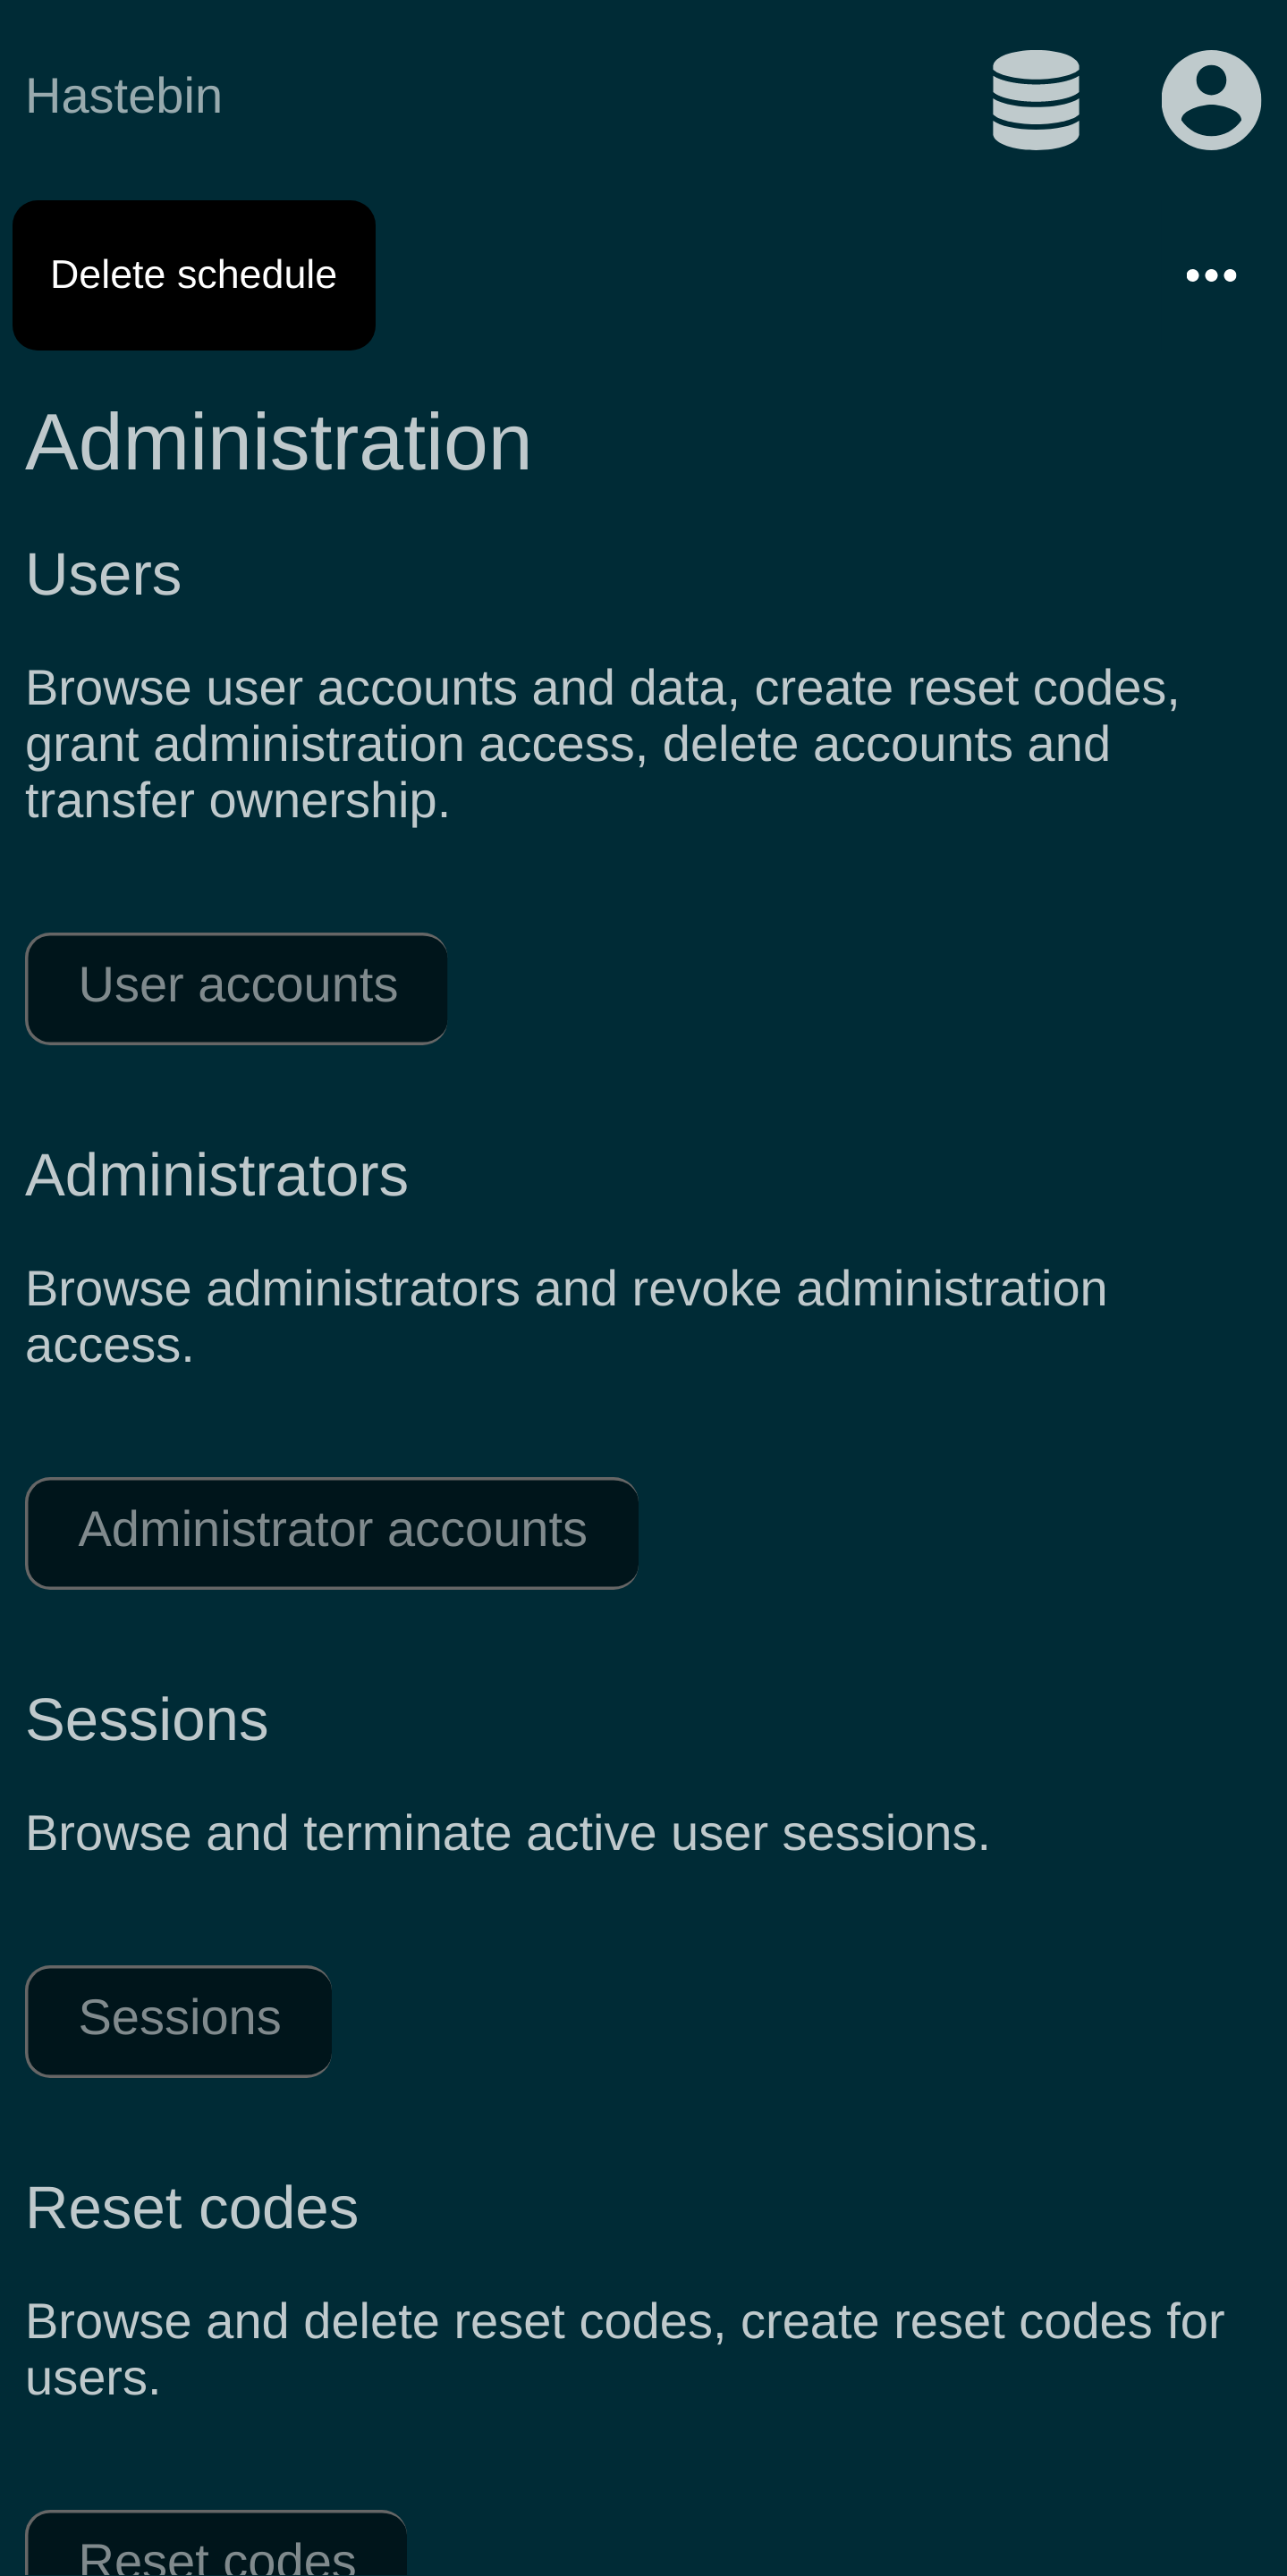 Hastebin
Delete schedule
Administration
Users
Browse user accounts and data, create reset codes,
grant administration access, delete accounts and
transfer ownership.
User accounts
Administrators
Browse administrators and revoke administration
access.
Administrator accounts
Sessions
Browse and terminate active user sessions.
Sessions
Reset codes
Browse and delete reset codes, create reset codes for
users.
Reset codes